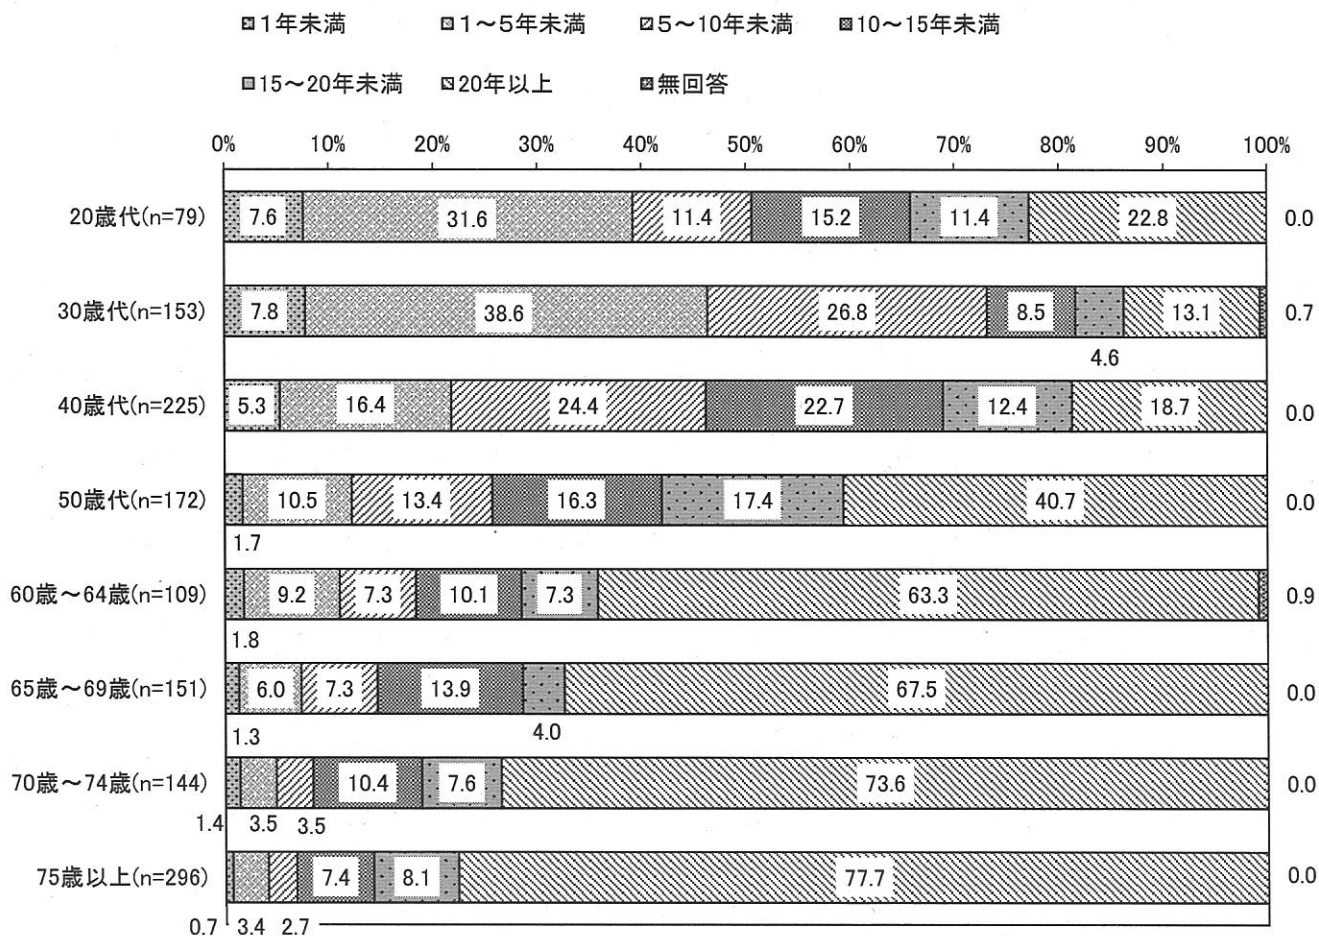 1年未満 1～5年未満 5～10年未満 10～15年未満
15～20年未満 20年以上 無回答
0% 10% 20% 30% 40% 50% 60% 70% 80% 90% 100%
20歳代(n=79) 7.6 31.6 11.4 15.2 11.4 22.8 0.0
30歳代(n=153) 7.8 38.6 26.8 8.5 13.1 0.7
4.6
40歳代(n=225) 5.3 16.4 24.4 22.7 12.4 18.7 0.0
50歳代(n=172) 10.5 13.4 16.3 17.4 40.7 0.0
1.7
60歳～64歳(n=109) 9.2 7.3 10.1 7.3 63.3 0.9
1.8
65歳～69歳(n=151) 6.0 7.3 13.9 67.5 0.0
1.3 4.0
70歳～74歳(n=144) 10.4 7.6 73.6 0.0
1.4 3.5 3.5
75歳以上(n=296) 7.4 8.1 77.7 0.0
0.7 3.4 2.7